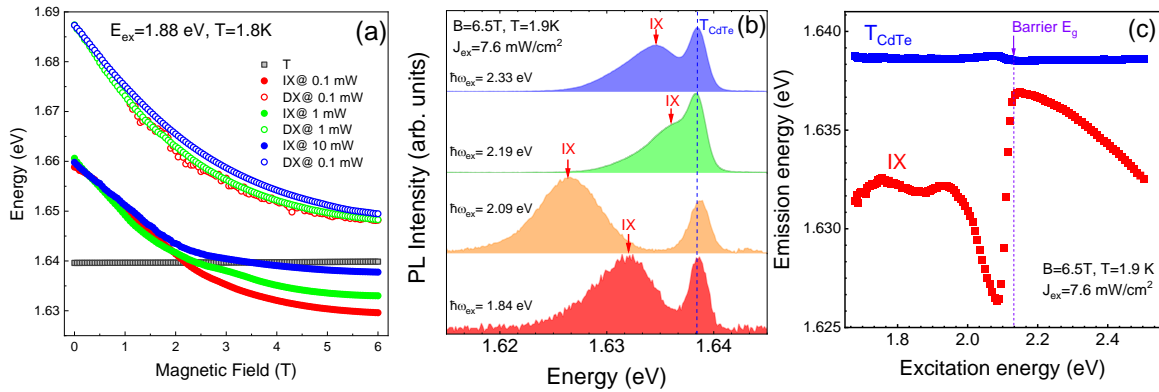 E_ex=1.88 eV, T=1.8K
(a)
T
IX@ 0.1 mW
DX@ 0.1 mW
IX@ 1 mW
DX@ 1 mW
IX@ 10 mW
DX@ 0.1 mW
Energy (eV)
1.69
1.68
1.67
1.66
1.65
1.64
1.63
0 1 2 3 4 5 6
Magnetic Field (T)
B=6.5T, T=1.9K
J_ex=7.6 mW/cm²
(b)
IX
T_CdTe
ħω_ex= 2.33 eV
IX
ħω_ex= 2.19 eV
IX
ħω_ex= 2.09 eV
IX
ħω_ex= 1.84 eV
PL Intensity (arb. units)
1.62 1.63 1.64
Energy (eV)
T_CdTe
Barrier E_g
(c)
IX
B=6.5T, T=1.9 K
J_ex=7.6 mW/cm²
Emission energy (eV)
1.640
1.635
1.630
1.625
1.8 2.0 2.2 2.4
Excitation energy (eV)